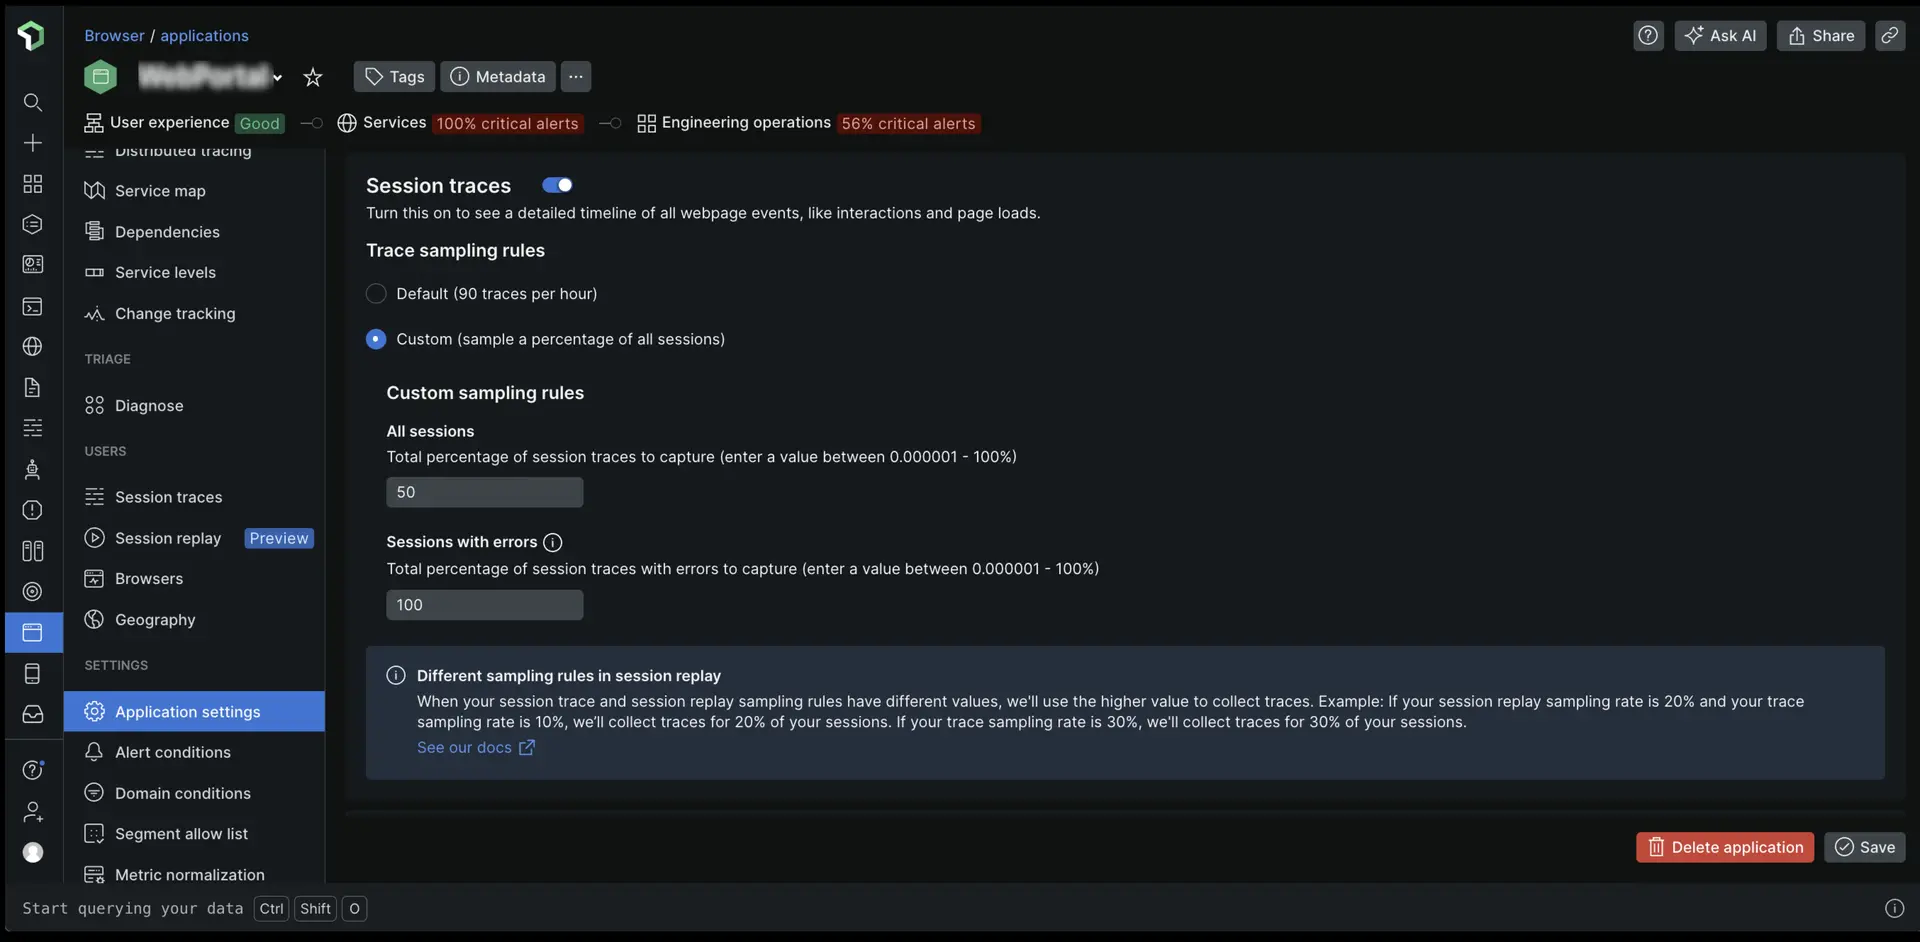 Browser / applications
Ask AI
Share
WebPortal
Tags
Metadata
...
User experience Good
Services 100% critical alerts
Engineering operations 56% critical alerts
Distributed tracing
Service map
Dependencies
Service levels
Change tracking
TRIAGE
Diagnose
USERS
Session traces
Session replay Preview
Browsers
Geography
SETTINGS
Application settings
Alert conditions
Domain conditions
Segment allow list
Metric normalization
Session traces
Turn this on to see a detailed timeline of all webpage events, like interactions and page loads.
Trace sampling rules
Default (90 traces per hour)
Custom (sample a percentage of all sessions)
Custom sampling rules
All sessions
Total percentage of session traces to capture (enter a value between 0.000001 - 100%)
50
Sessions with errors
Total percentage of session traces with errors to capture (enter a value between 0.000001 - 100%)
100
Different sampling rules in session replay
When your session trace and session replay sampling rules have different values, we'll use the higher value to collect traces. Example: If your session replay sampling rate is 20% and your trace
sampling rate is 10%, we'll collect traces for 20% of your sessions. If your trace sampling rate is 30%, we'll collect traces for 30% of your sessions.
See our docs
Delete application
Save
Start querying your data Ctrl Shift O